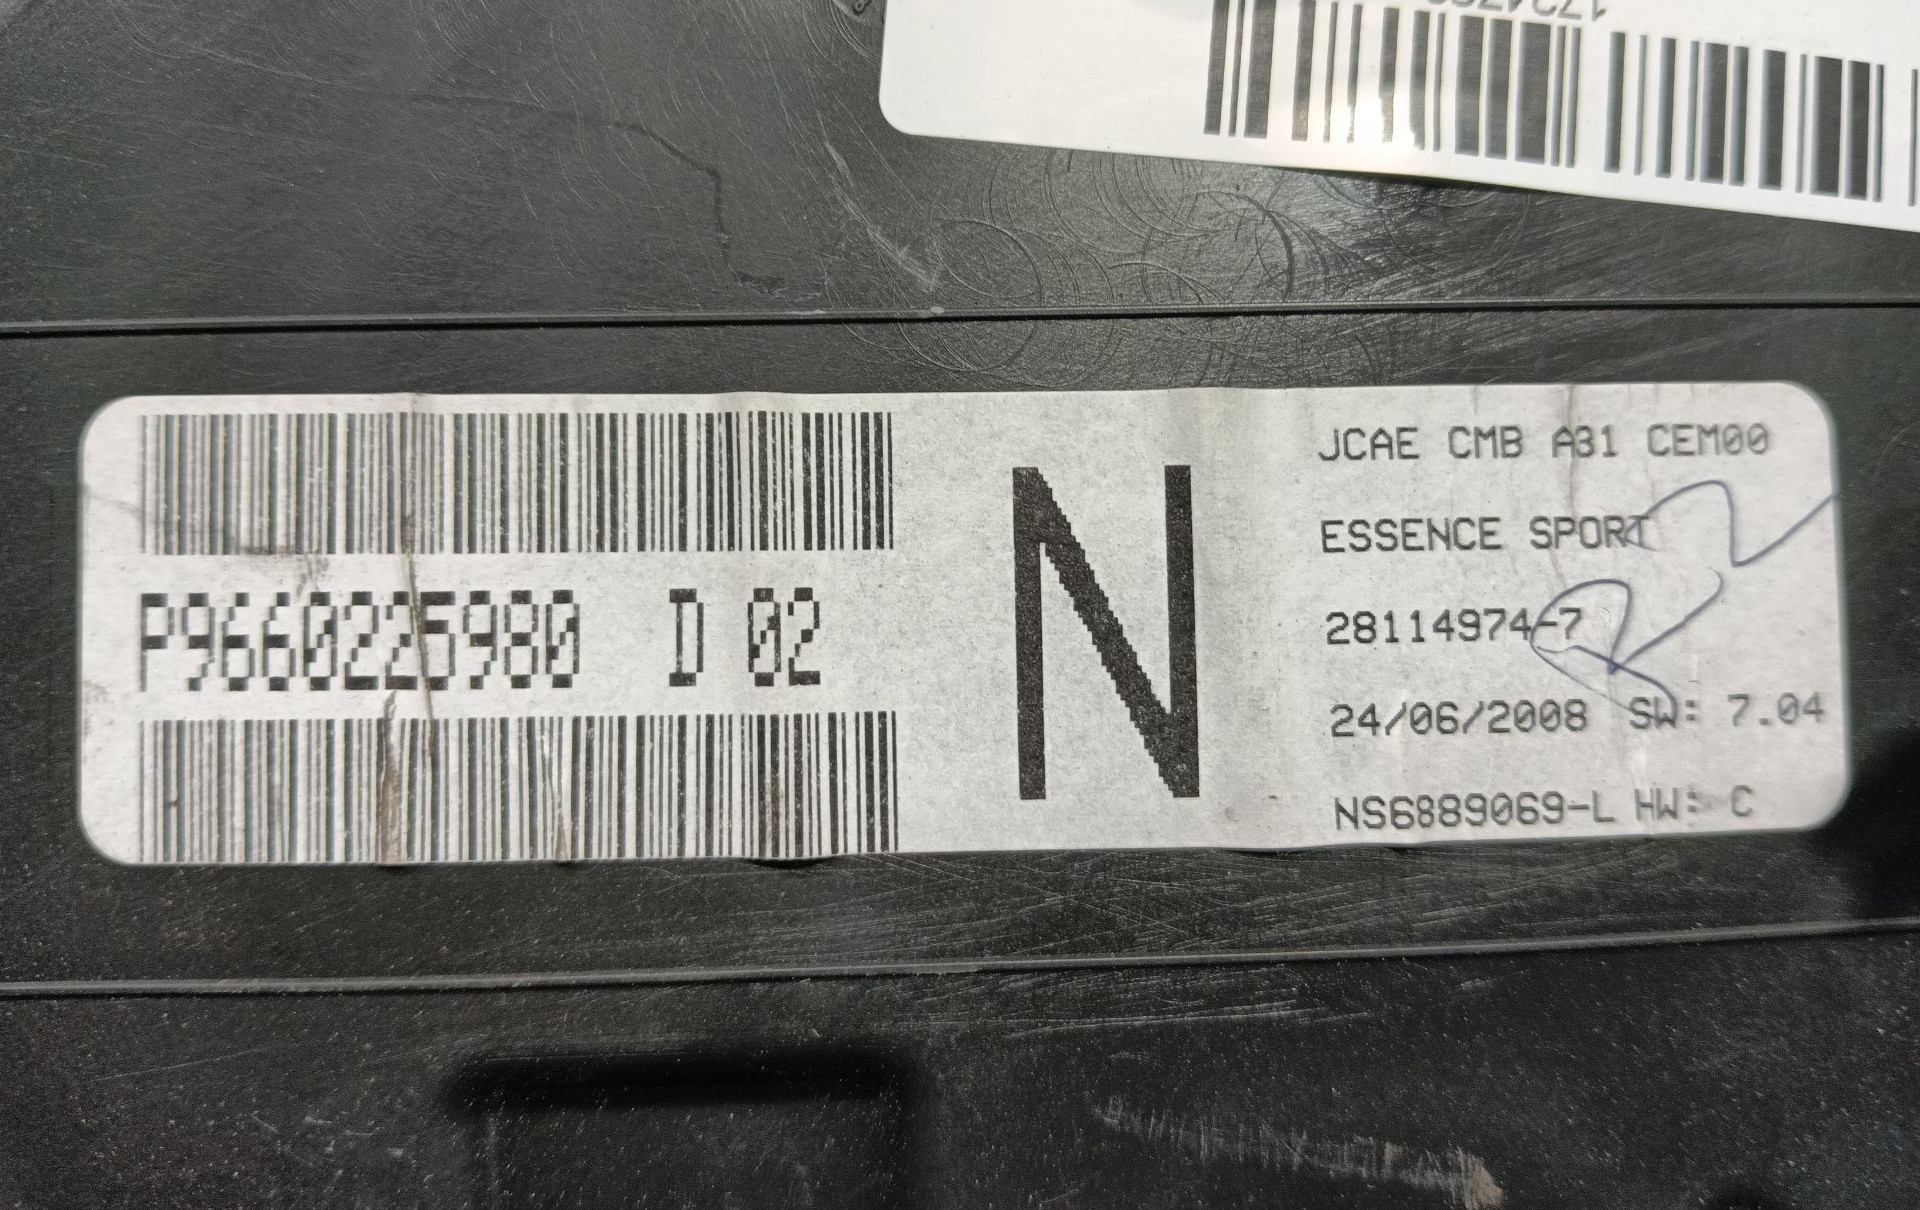 P9660225980 D 02
N
JCAE CMB A31 CEM00
ESSENCE SPORT
28114974-7
24/06/2008 SW: 7.04
NS6889069-L HW: C